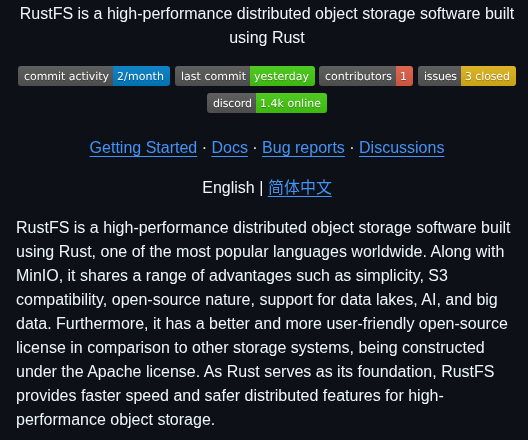 RustFS is a high-performance distributed object storage software built
using Rust
commit activity 2/month last commit yesterday contributors 1 issues 3 closed
discord 1.4k online
Getting Started · Docs · Bug reports · Discussions
English | 简体中文
RustFS is a high-performance distributed object storage software built
using Rust, one of the most popular languages worldwide. Along with
MinIO, it shares a range of advantages such as simplicity, S3
compatibility, open-source nature, support for data lakes, AI, and big
data. Furthermore, it has a better and more user-friendly open-source
license in comparison to other storage systems, being constructed
under the Apache license. As Rust serves as its foundation, RustFS
provides faster speed and safer distributed features for high-
performance object storage.